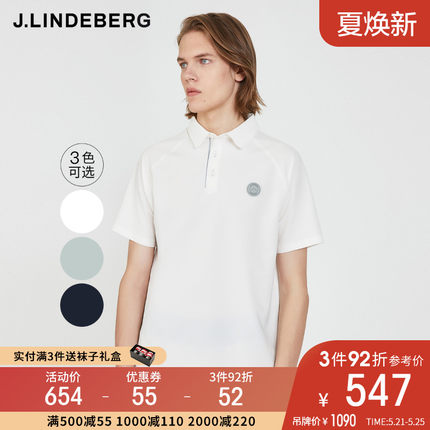 J.LINDEBERG
夏焕新
3色
可选
实付满3件送袜子礼盒
活动价 优惠券 3件92折
654 - 55 - 52
满500减55 1000减110 2000减220
3件92折参考价
¥547
吊牌价¥1090 TIME:5.21-5.25